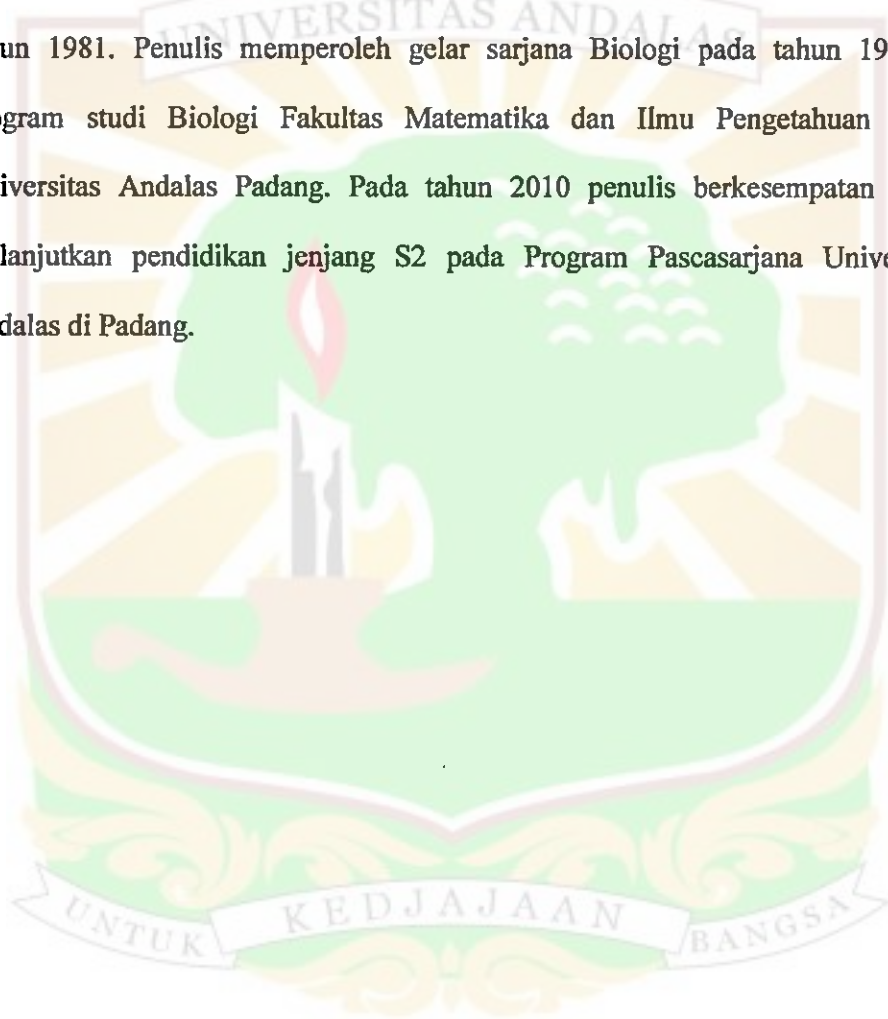 UNIVERSITAS ANDALAS
un 1981. Penulis memperoleh gelar sarjana Biologi pada tahun 19
gram studi Biologi Fakultas Matematika dan Ilmu Pengetahuan
iversitas Andalas Padang. Pada tahun 2010 penulis berkesempatan
lanjutkan pendidikan jenjang S2 pada Program Pascasarjana Unive
dalas di Padang.
UNTUK KEDJAJAAN BANGSA